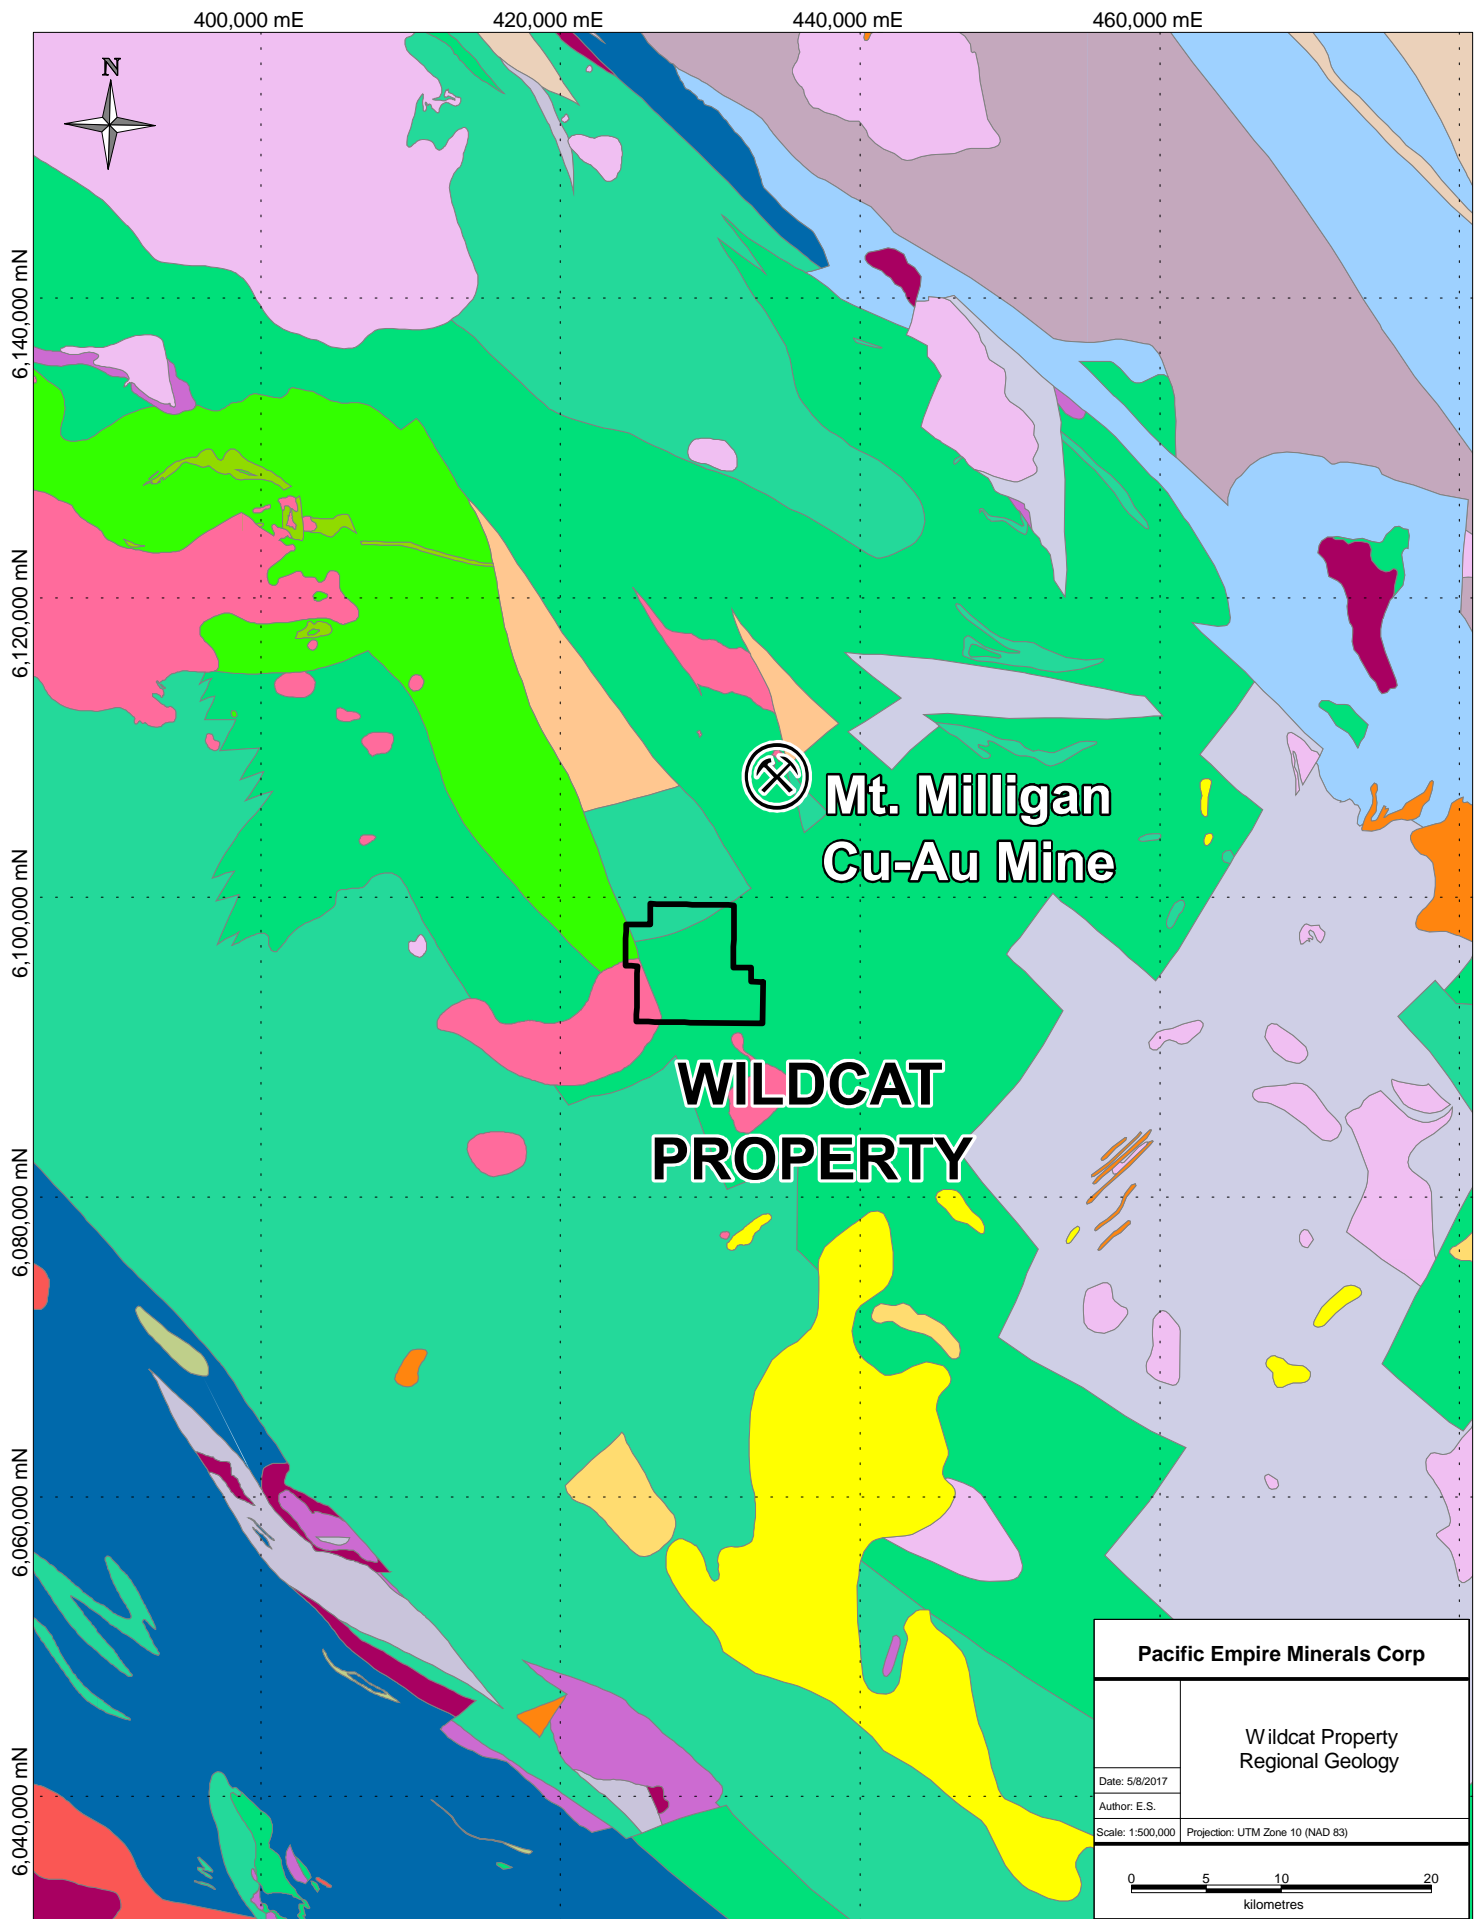 400,000 mE
420,000 mE
440,000 mE
460,000 mE
N
6,140,000 mN
6,120,000 mN
6,100,000 mN
6,080,000 mN
6,060,000 mN
6,040,000 mN
Mt. Milligan
Cu-Au Mine
WILDCAT
PROPERTY
Pacific Empire Minerals Corp
Wildcat Property
Regional Geology
Date: 5/8/2017
Author: E.S.
Scale: 1:500,000
Projection: UTM Zone 10 (NAD 83)
0 5 10 20
kilometres